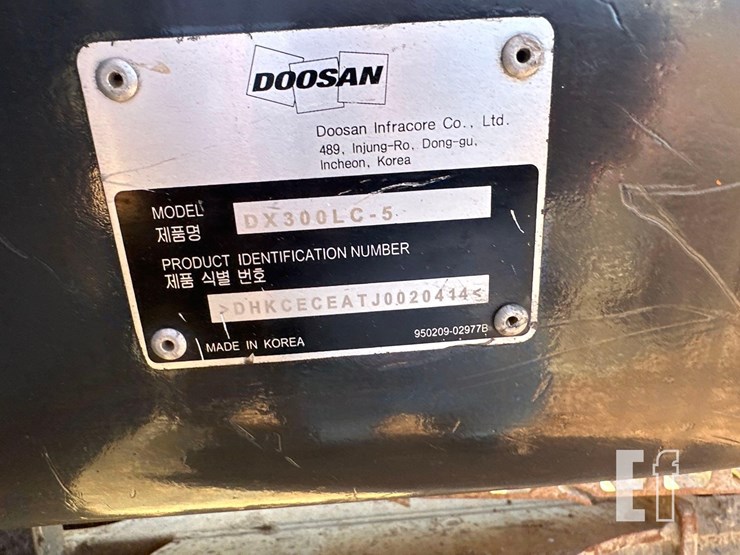 DOOSAN
Doosan Infracore Co., Ltd.
489, Injung-Ro, Dong-gu,
Incheon, Korea
MODEL DX300LC-5
제품명
PRODUCT IDENTIFICATION NUMBER
제품 식별 번호
>DHKCECEATJ0020414<
MADE IN KOREA 950209-02977B
Ef